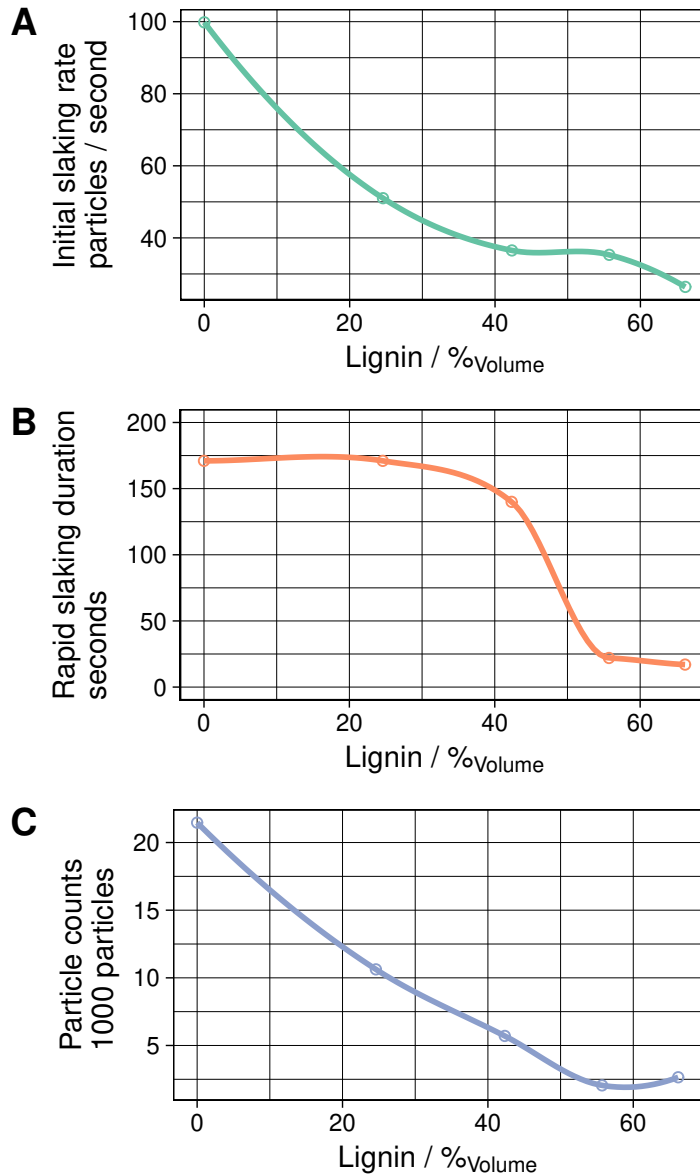 A
Initial slaking rate
particles / second
100
80
60
40
0 20 40 60
Lignin / %Volume
B
Rapid slaking duration
seconds
200
150
100
50
0
0 20 40 60
Lignin / %Volume
C
Particle counts
1000 particles
20
15
10
5
0 20 40 60
Lignin / %Volume